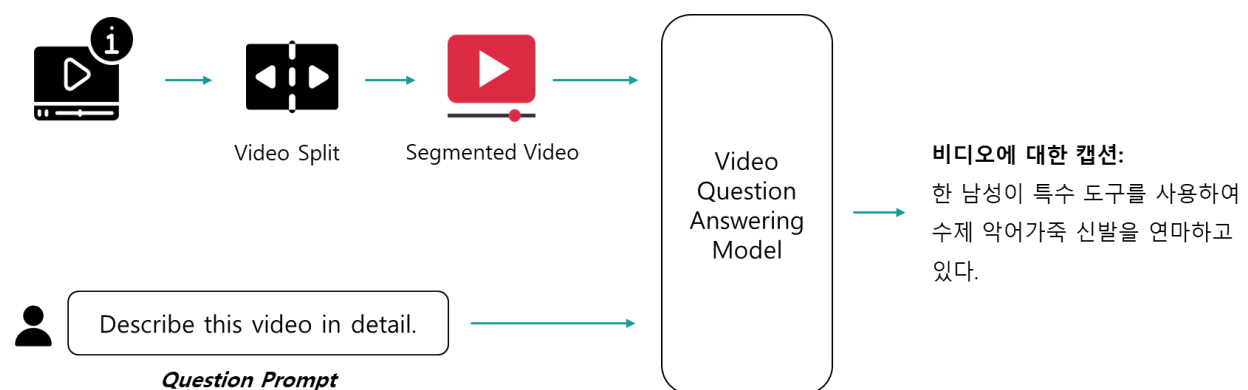 i
Video Split
Segmented Video
Video
Question
Answering
Model
비디오에 대한 캡션:
한 남성이 특수 도구를 사용하여
수제 악어가죽 신발을 연마하고
있다.
Describe this video in detail.
Question Prompt